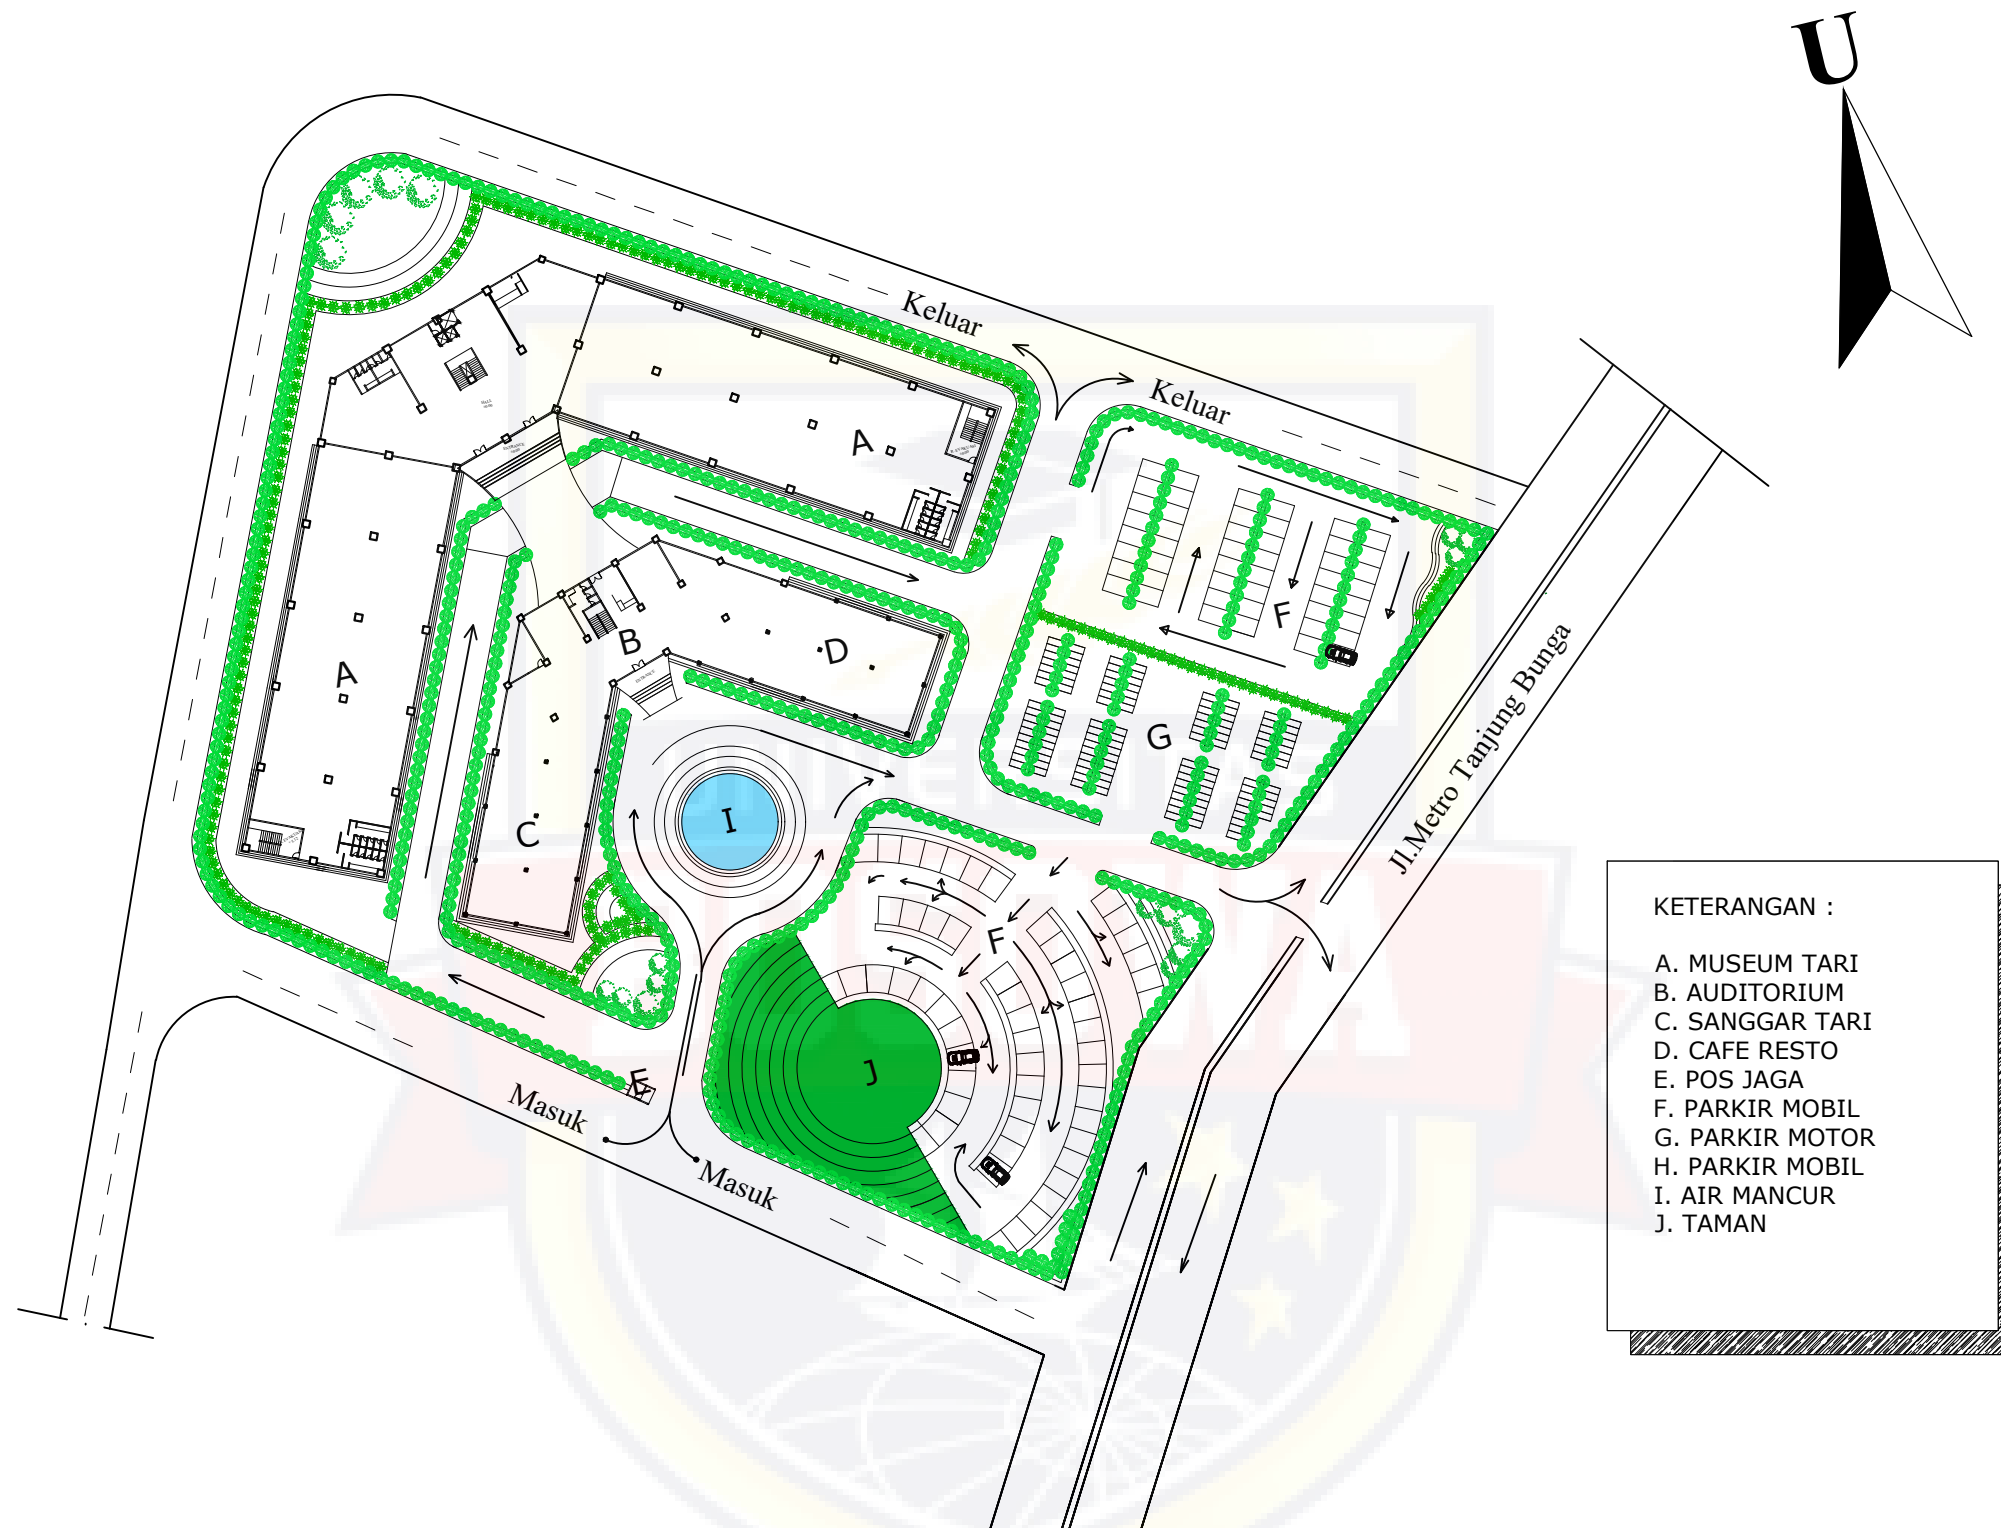 U
Keluar
Keluar
A
A
B
D
C
I
F
G
F
E
J
Masuk
Masuk
Jl.Metro Tanjung Bunga
KETERANGAN :
A. MUSEUM TARI
B. AUDITORIUM
C. SANGGAR TARI
D. CAFE RESTO
E. POS JAGA
F. PARKIR MOBIL
G. PARKIR MOTOR
H. PARKIR MOBIL
I. AIR MANCUR
J. TAMAN